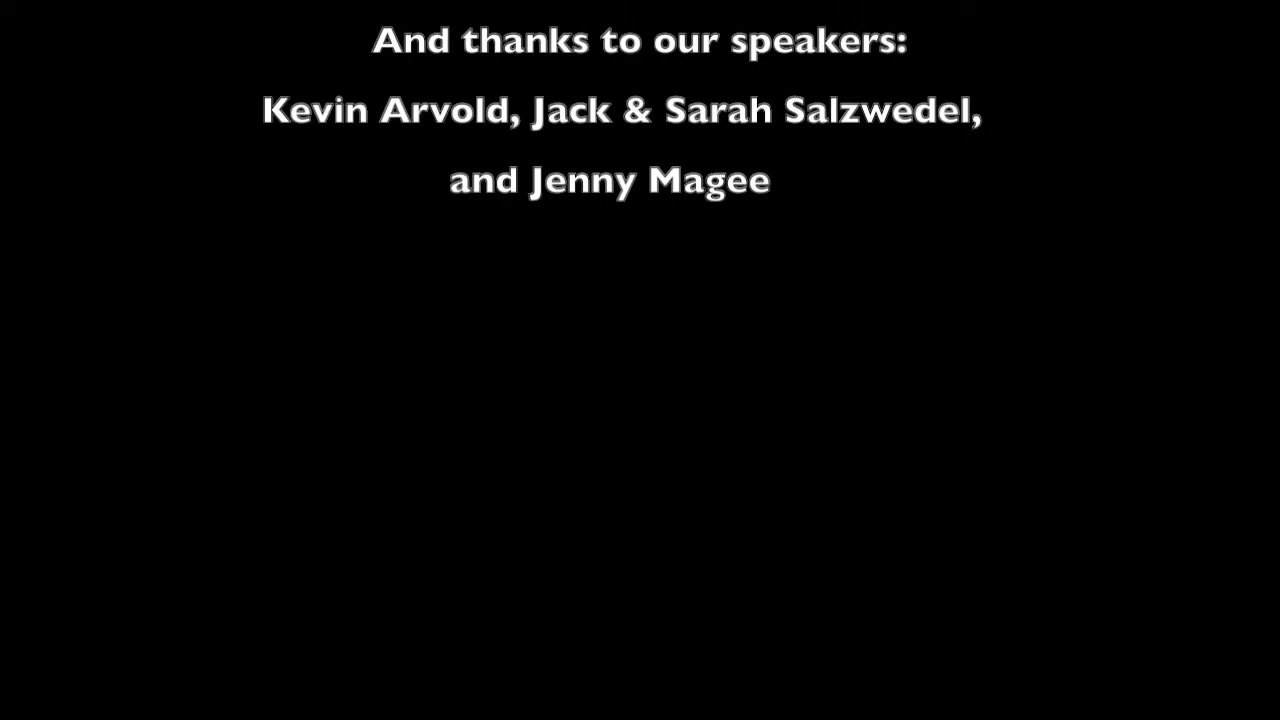 And thanks to our speakers:
Kevin Arvold, Jack & Sarah Salzwedel,
and Jenny Magee